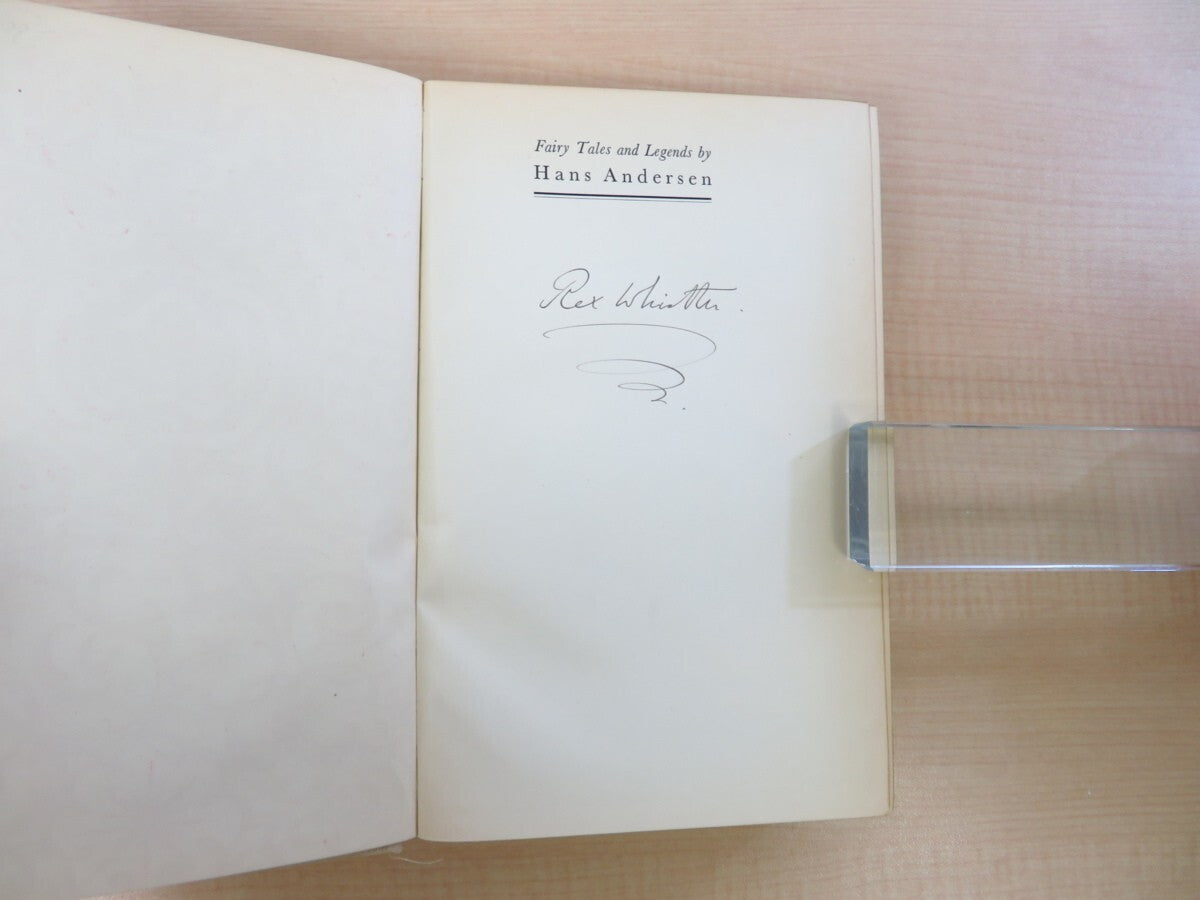 Fairy Tales and Legends by
Hans Andersen
Rex Whistler.